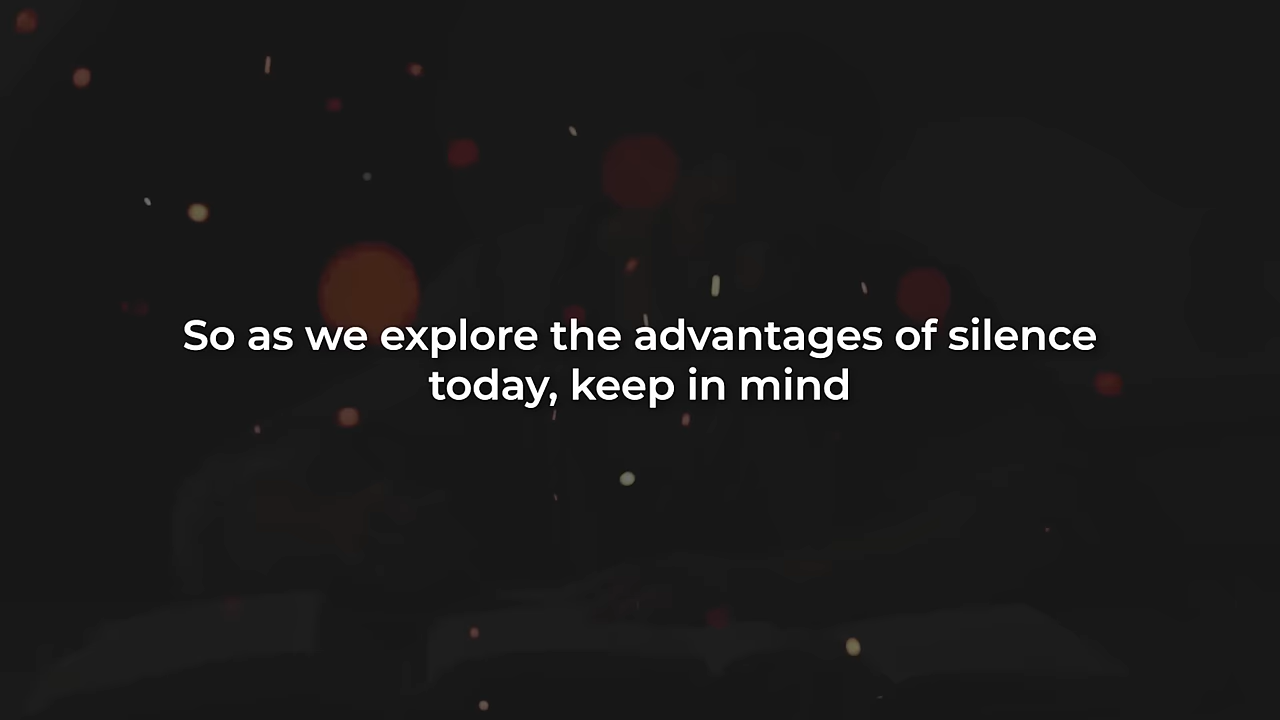 So as we explore the advantages of silence
today, keep in mind